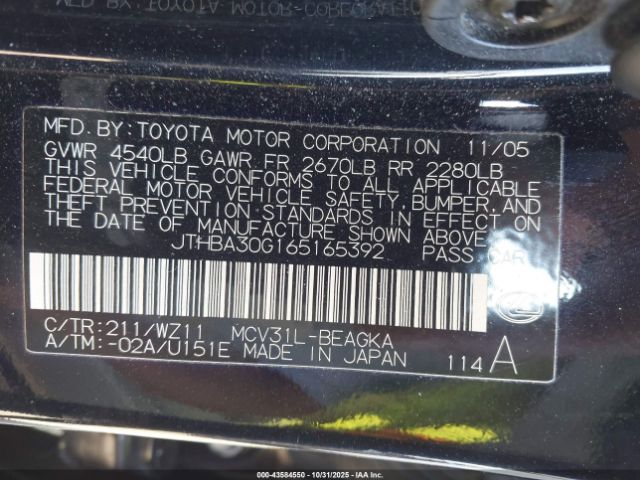 MFD. BY: TOYOTA MOTOR CORPORATION 11/05
GVWR 4540LB GAWR FR 2670LB RR 2280LB
THIS VEHICLE CONFORMS TO ALL APPLICABLE
FEDERAL MOTOR VEHICLE SAFETY, BUMPER, AND
THEFT PREVENTION STANDARDS IN EFFECT ON
THE DATE OF MANUFACTURE SHOWN ABOVE.
JTHBA30G165165392 PASS. CAR
C/TR:211/WZ11 MCV31L-BEAGKA
A/TM:-02A/U151E MADE IN JAPAN 114 A
000-43584550 - 10/31/2025 - IAAI.CA